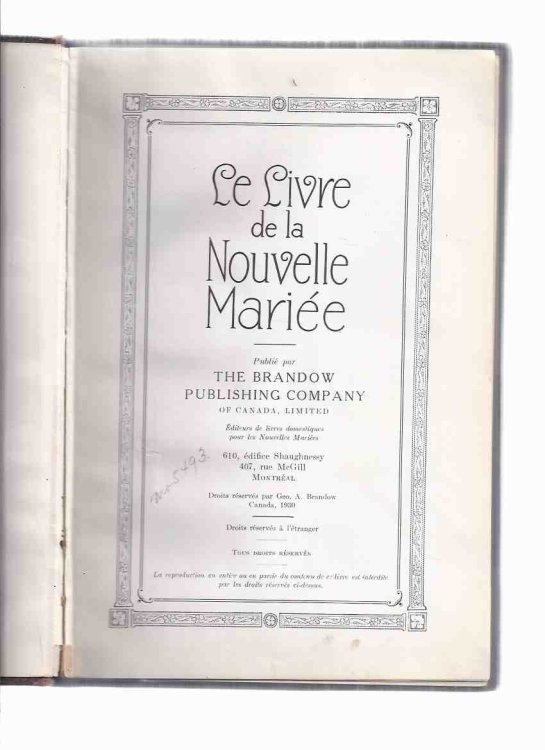 Le Livre
de la
Nouvelle
Mariée
Publié par
THE BRANDOW
PUBLISHING COMPANY
OF CANADA, LIMITED
Éditeurs de livres domestiques
pour les Nouvelles Mariées
610, édifice Shaughnessy
407, rue McGill
MONTRÉAL
Droits réservés par Geo. A. Brandow
Canada, 1930
Droits réservés à l'étranger
TOUS DROITS RÉSERVÉS
La reproduction en entier ou en partie du contenu de ce livre est interdite
par les droits réservés ci-dessus.